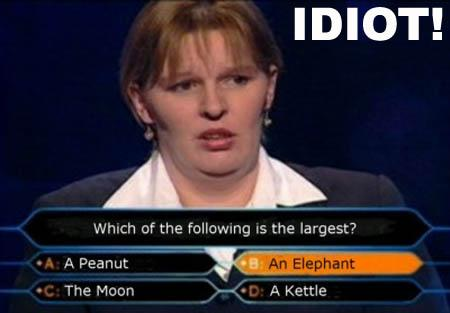 IDIOT!
Which of the following is the largest?
A: A Peanut
B: An Elephant
C: The Moon
D: A Kettle